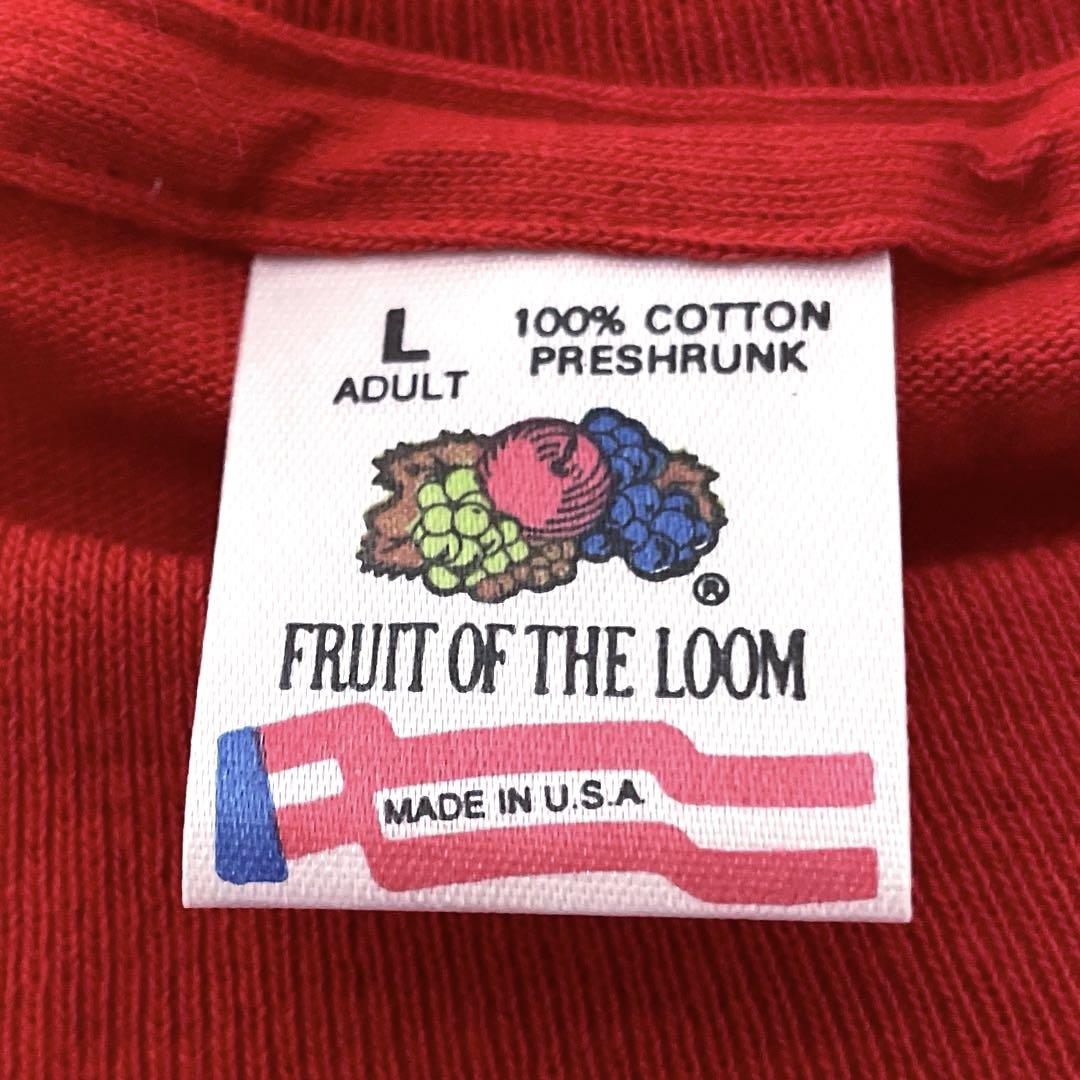 L
ADULT
100% COTTON
PRESHRUNK
®
FRUIT OF THE LOOM
MADE IN U.S.A.